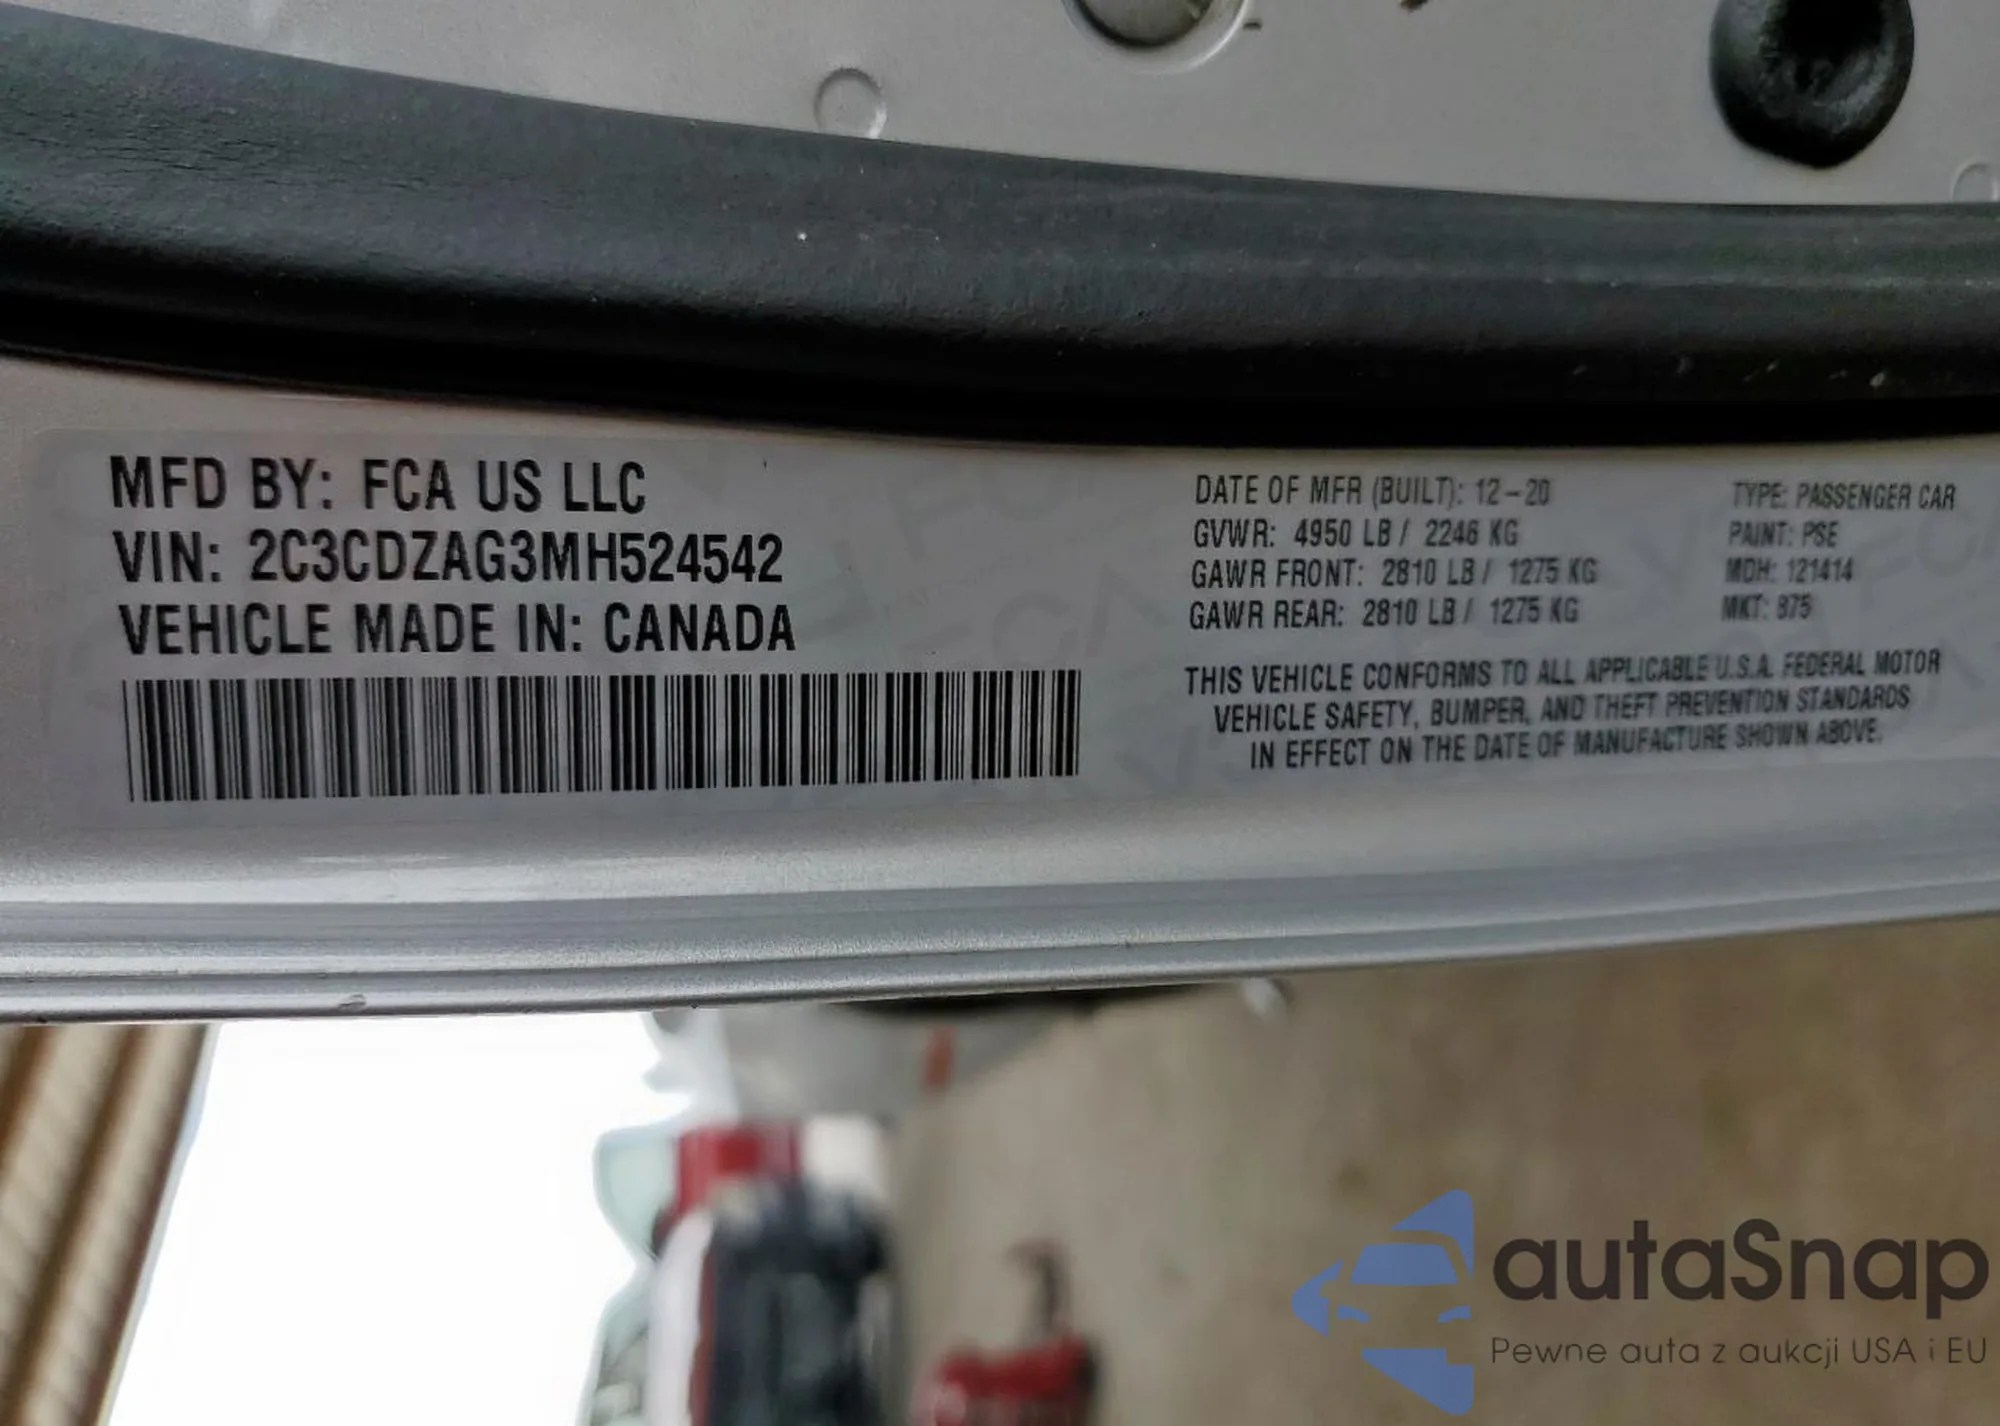 MFD BY: FCA US LLC
VIN: 2C3CDZAG3MH524542
VEHICLE MADE IN: CANADA
DATE OF MFR (BUILT): 12-20
GVWR: 4950 LB / 2246 KG
GAWR FRONT: 2810 LB / 1275 KG
GAWR REAR: 2810 LB / 1275 KG
TYPE: PASSENGER CAR
PAINT: PSE
MDH: 121414
MKT: 875
THIS VEHICLE CONFORMS TO ALL APPLICABLE U.S.A. FEDERAL MOTOR
VEHICLE SAFETY, BUMPER, AND THEFT PREVENTION STANDARDS
IN EFFECT ON THE DATE OF MANUFACTURE SHOWN ABOVE.
autaSnap
Pewne auta z aukcji USA i EU